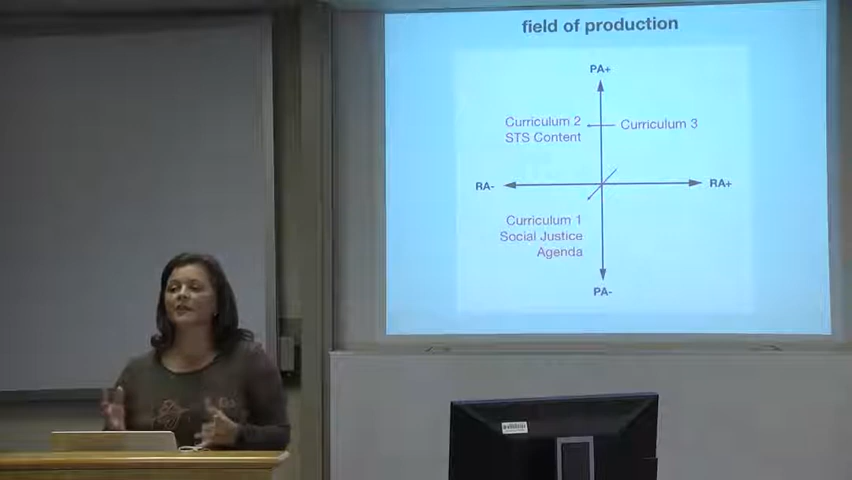 field of production
PA+
Curriculum 2
STS Content
Curriculum 3
RA-
RA+
Curriculum 1
Social Justice
Agenda
PA-